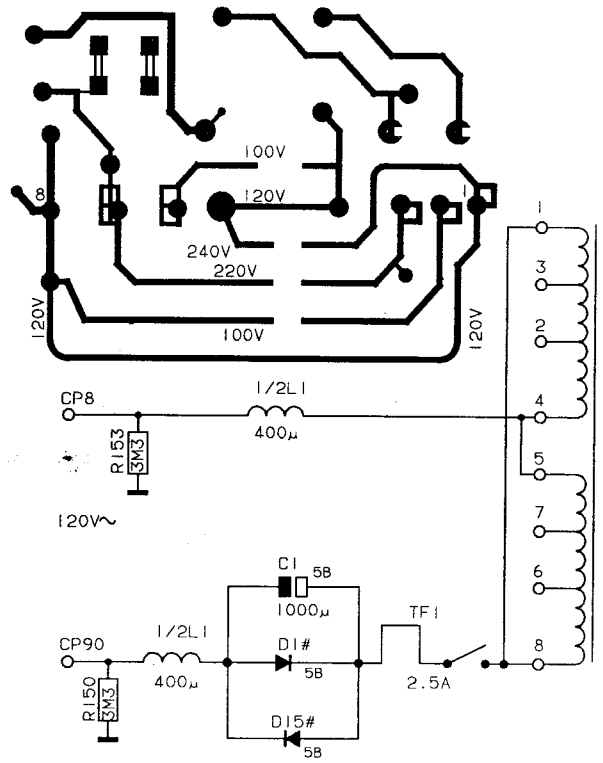 100V
8
120V
1
240V
220V
120V
100V
120V
1
3
2
4
5
7
6
8
CP8
1/2L1
400μ
R153
3M3
120V~
C1
5B
1000μ
TF1
CP90
1/2L1
D1#
5B
400μ
2.5A
R150
3M3
D15#
5B